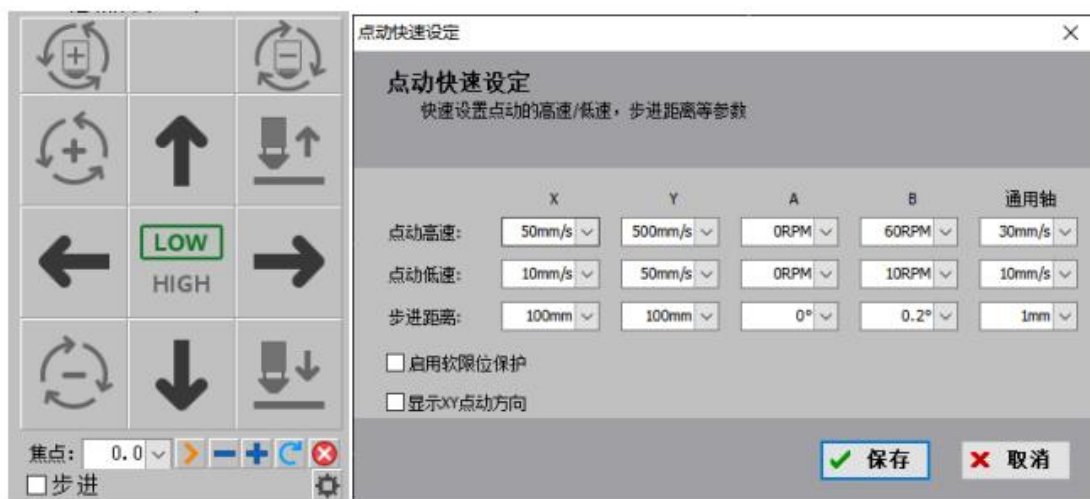 LOW
HIGH
焦点: 0.0
步进
点动快速设定
点动快速设定
快速设置点动的高速/低速，步进距离等参数
X Y A B 通用轴
点动高速: 50mm/s 500mm/s 0RPM 60RPM 30mm/s
点动低速: 10mm/s 50mm/s 0RPM 10RPM 10mm/s
步进距离: 100mm 100mm 0° 0.2° 1mm
启用软限位保护
显示XY点动方向
保存 取消